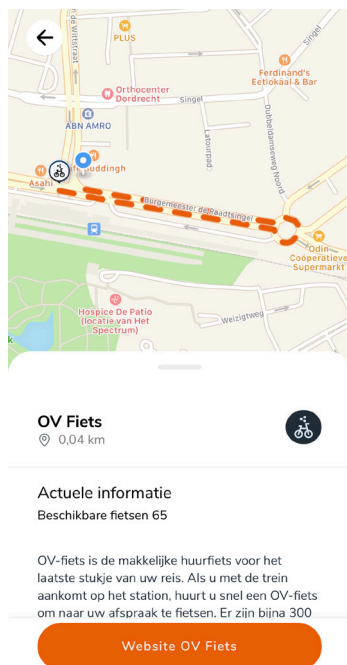 n de Wittstraat
PLUS
Singel
Ferdinand's
Eetlokaal & Bar
Orthocenter
Dordrecht
Singel
ABN AMRO
Latourpad
Dubbeldamseweg Noord
Buddingh
Asahi
Burgemeester de Raadtsingel
Odin -
Coöperatieve
Supermarkt
Hospice De Patio
(locatie van Het
Spectrum)
Weizigtweg
k
OV Fiets
0,04 km
Actuele informatie
Beschikbare fietsen 65
OV-fiets is de makkelijke huurfiets voor het
laatste stukje van uw reis. Als u met de trein
aankomt op het station, huurt u snel een OV-fiets
om naar uw afspraak te fietsen. Er zijn bijna 300
Website OV Fiets